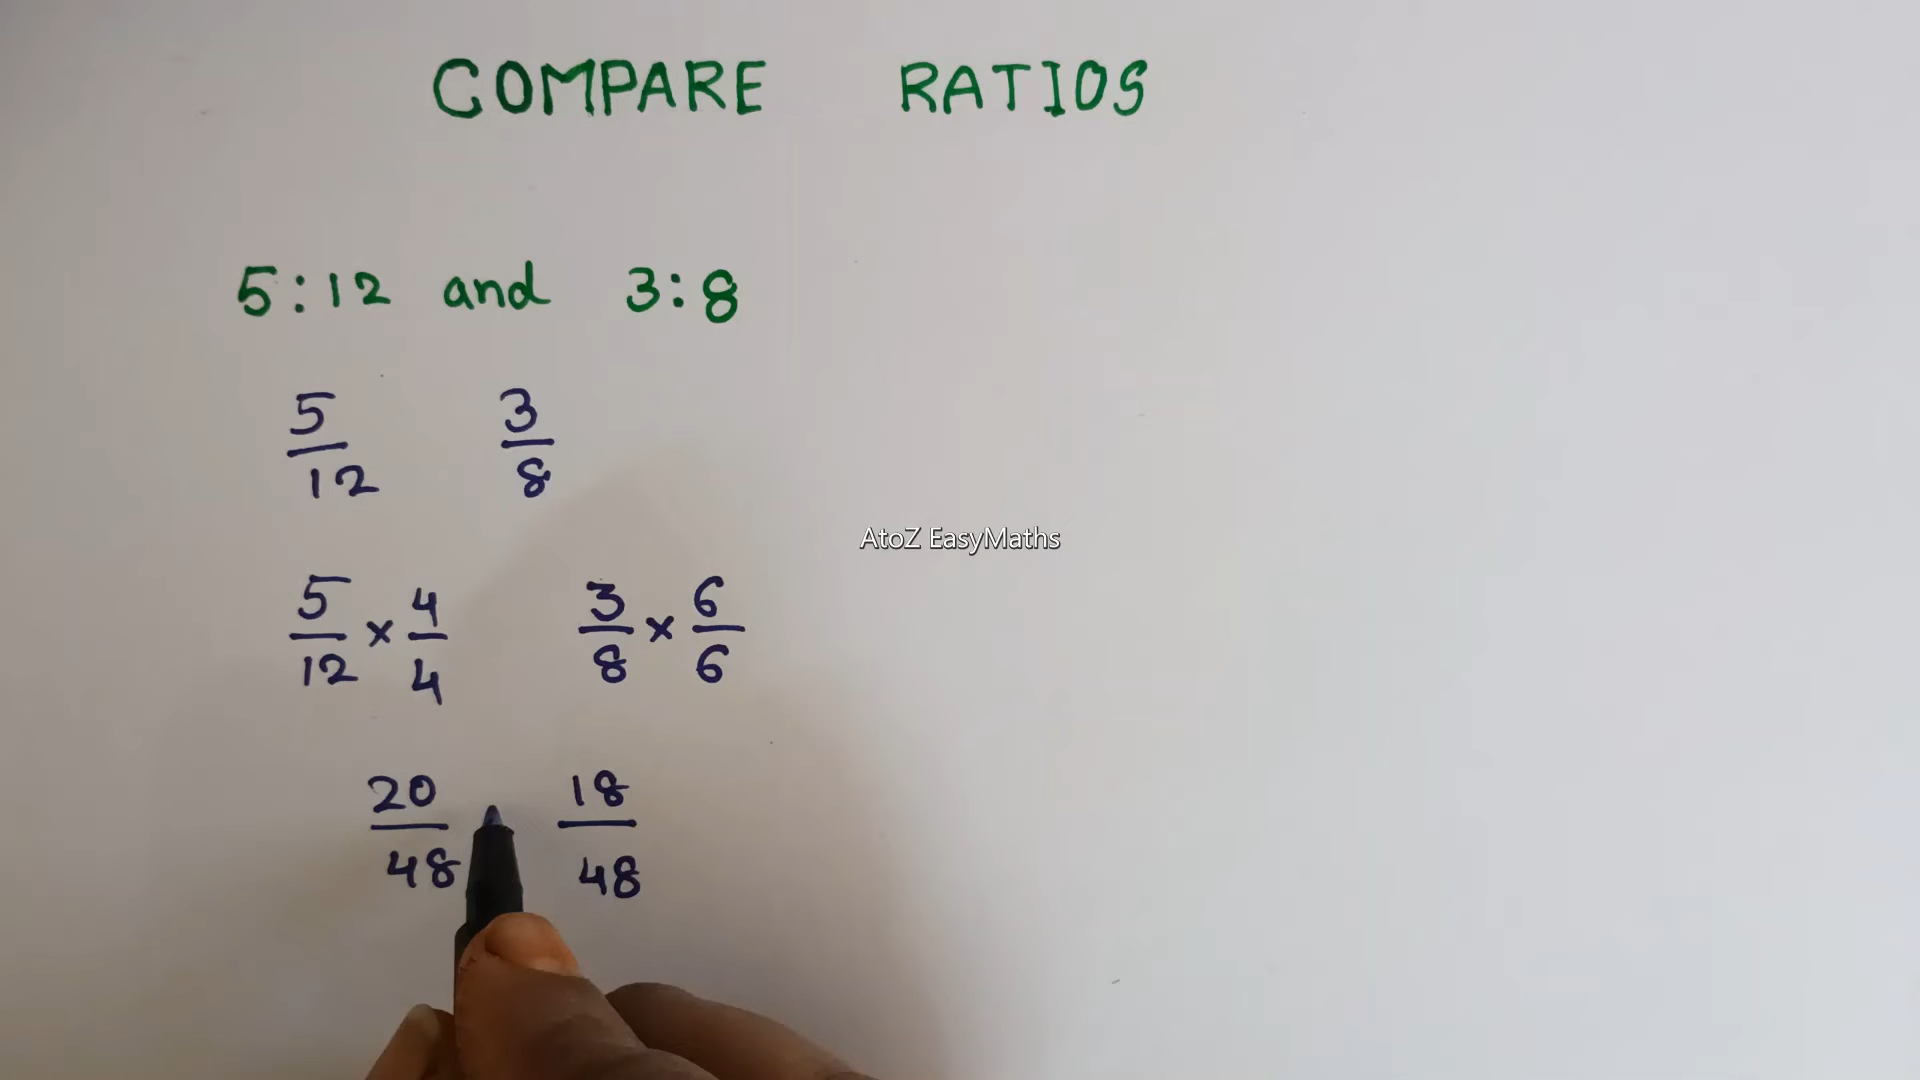 COMPARE RATIOS
5:12 and 3:8
5/12 3/8
AtoZ EasyMaths
5/12 × 4/4 3/8 × 6/6
20/48 18/48